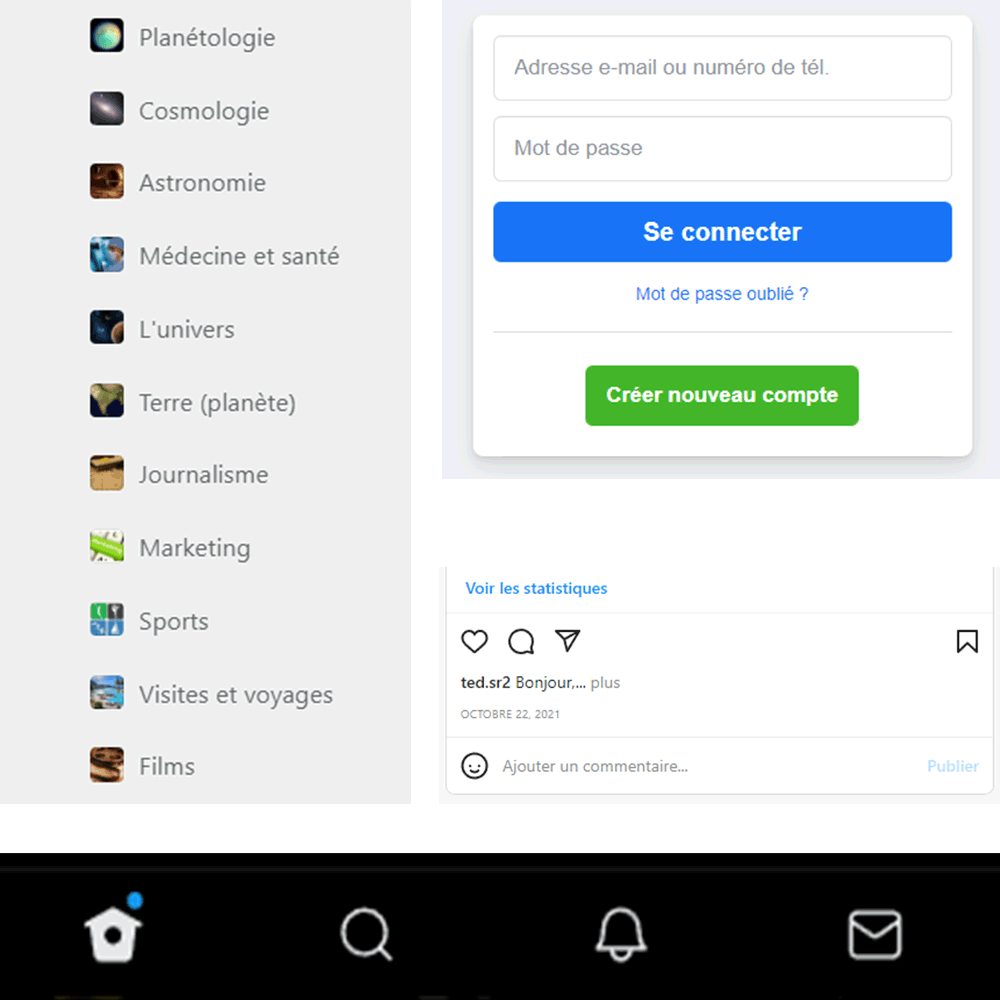 Planétologie
Cosmologie
Astronomie
Médecine et santé
L'univers
Terre (planète)
Journalisme
Marketing
Sports
Visites et voyages
Films
Adresse e-mail ou numéro de tél.
Mot de passe
Se connecter
Mot de passe oublié ?
Créer nouveau compte
Voir les statistiques
ted.sr2 Bonjour,... plus
OCTOBRE 22, 2021
Ajouter un commentaire...
Publier